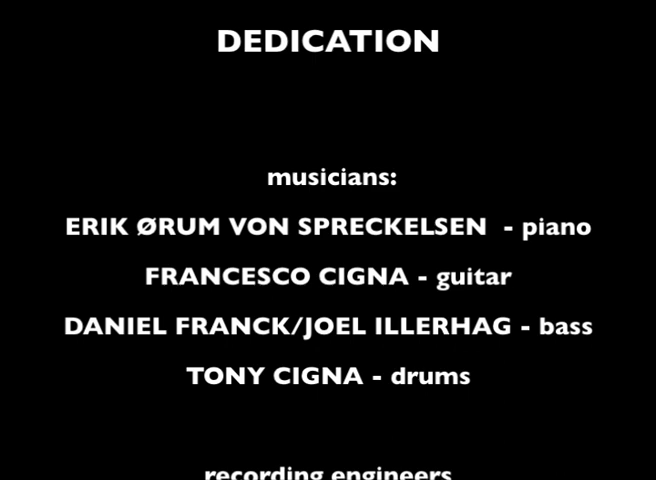 DEDICATION
musicians:
ERIK ØRUM VON SPRECKELSEN - piano
FRANCESCO CIGNA - guitar
DANIEL FRANCK/JOEL ILLERHAG - bass
TONY CIGNA - drums
recording engineers